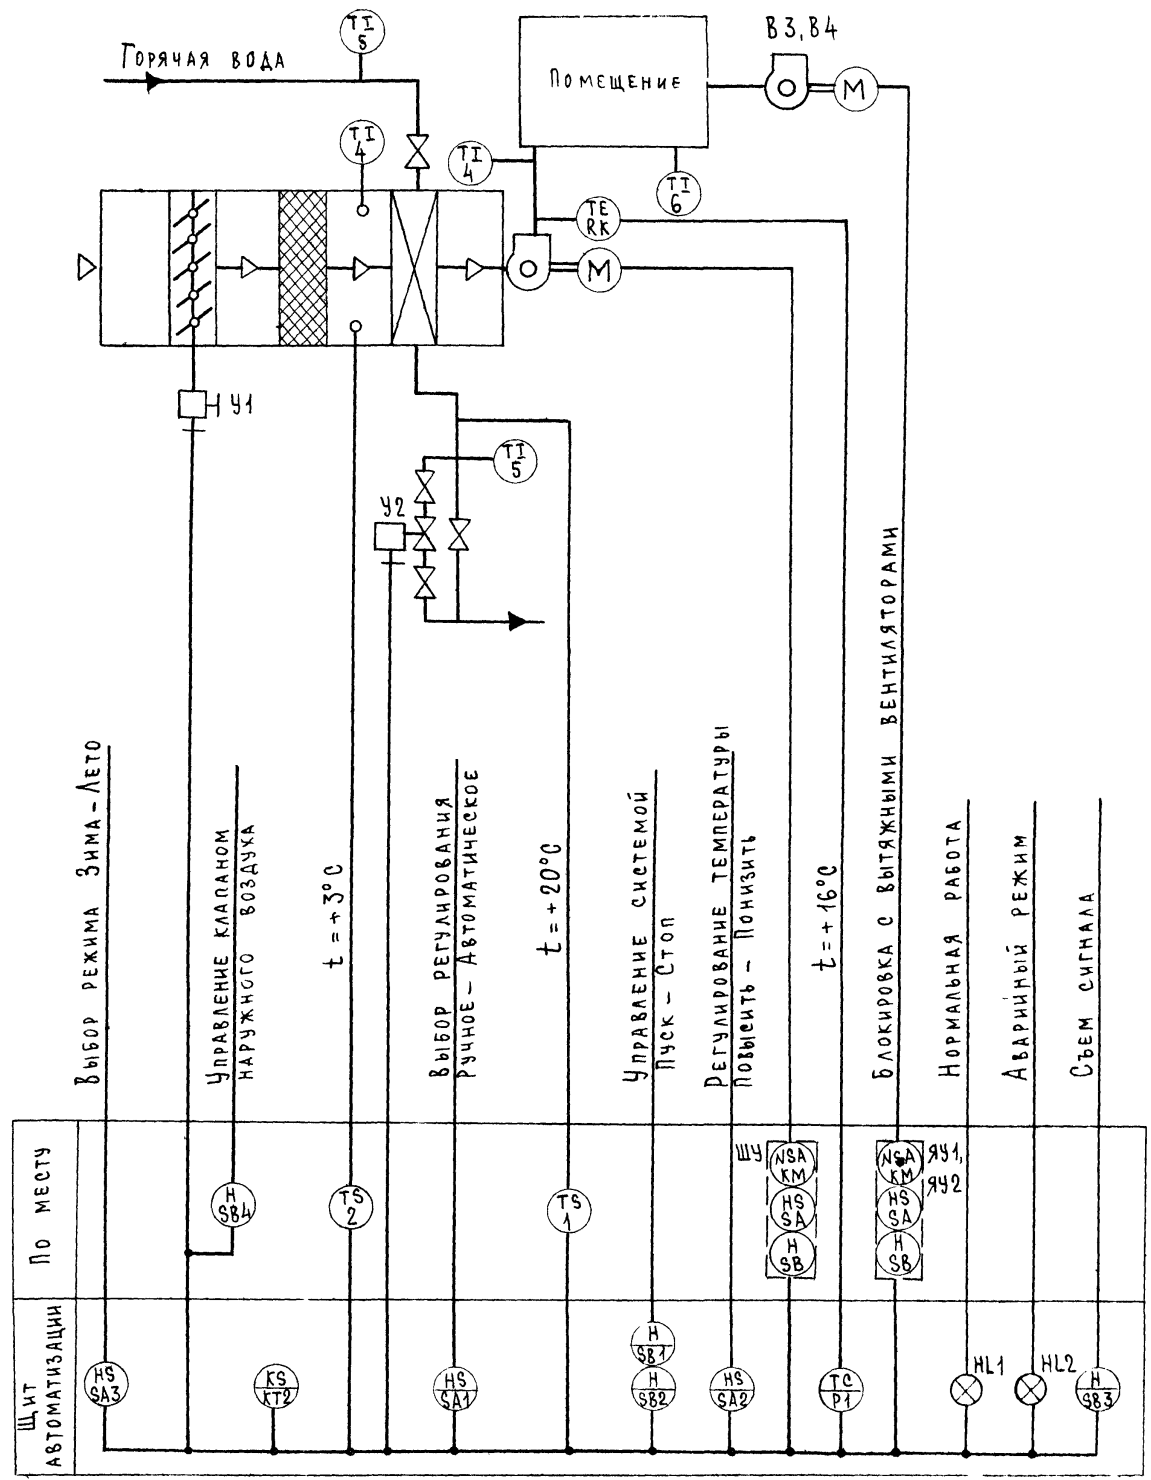 TI
5
В3, В4
ГОРЯЧАЯ ВОДА
ПОМЕЩЕНИЕ
M
TI
4
TI
4
TI
6
TE
RK
M
У1
TI
5
У2
ВЫБОР РЕЖИМА ЗИМА-ЛЕТО
УПРАВЛЕНИЕ КЛАПАНОМ
НАРУЖНОГО ВОЗДУХА
t=+3°C
ВЫБОР РЕГУЛИРОВАНИЯ
РУЧНОЕ - АВТОМАТИЧЕСКОЕ
t=+20°C
УПРАВЛЕНИЕ СИСТЕМОЙ
ПУСК - СТОП
РЕГУЛИРОВАНИЕ ТЕМПЕРАТУРЫ
ПОВЫСИТЬ - ПОНИЗИТЬ
t=+16°C
БЛОКИРОВКА С ВЫТЯЖНЫМИ ВЕНТИЛЯТОРАМИ
НОРМАЛЬНАЯ РАБОТА
АВАРИЙНЫЙ РЕЖИМ
СЪЕМ СИГНАЛА
ПО МЕСТУ
H
SB4
TS
2
TS
1
ШУ
NSA
KM
HS
SA
H
SB
NSA
KM
HS
SA
H
SB
ЯУ1,
ЯУ2
ЩИТ
АВТОМАТИЗАЦИИ
HS
SA3
KS
KT2
HS
SA1
H
SB1
H
SB2
HS
SA2
TC
P1
HL1
HL2
H
SB3